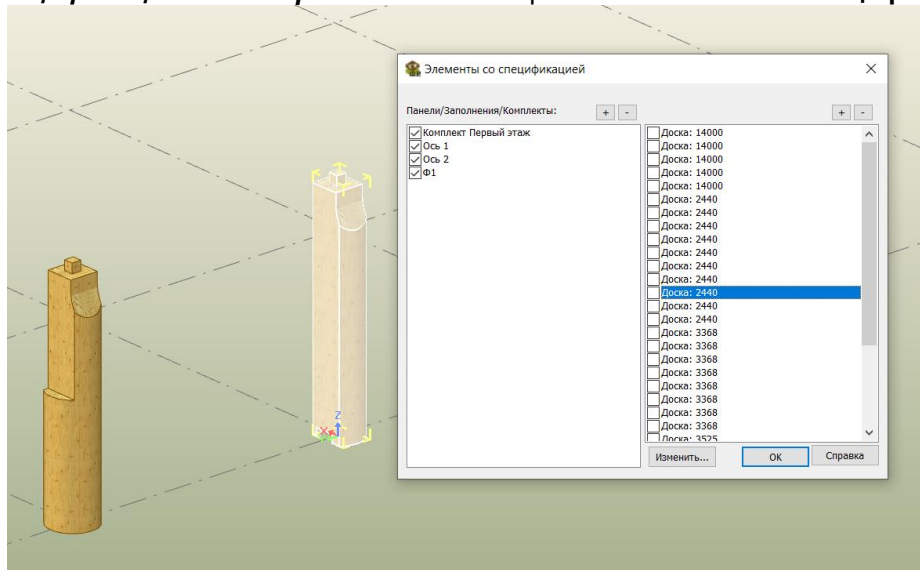 Элементы со спецификацией
Панели/Заполнения/Комплекты:
+ -
+ -
Комплект Первый этаж
Ось 1
Ось 2
Ф1
Доска: 14000
Доска: 14000
Доска: 14000
Доска: 14000
Доска: 14000
Доска: 2440
Доска: 2440
Доска: 2440
Доска: 2440
Доска: 2440
Доска: 2440
Доска: 2440
Доска: 2440
Доска: 2440
Доска: 2440
Доска: 3368
Доска: 3368
Доска: 3368
Доска: 3368
Доска: 3368
Доска: 3368
Доска: 3368
Доска: 3368
Доска: 3525
Изменить...
OK
Справка
Z